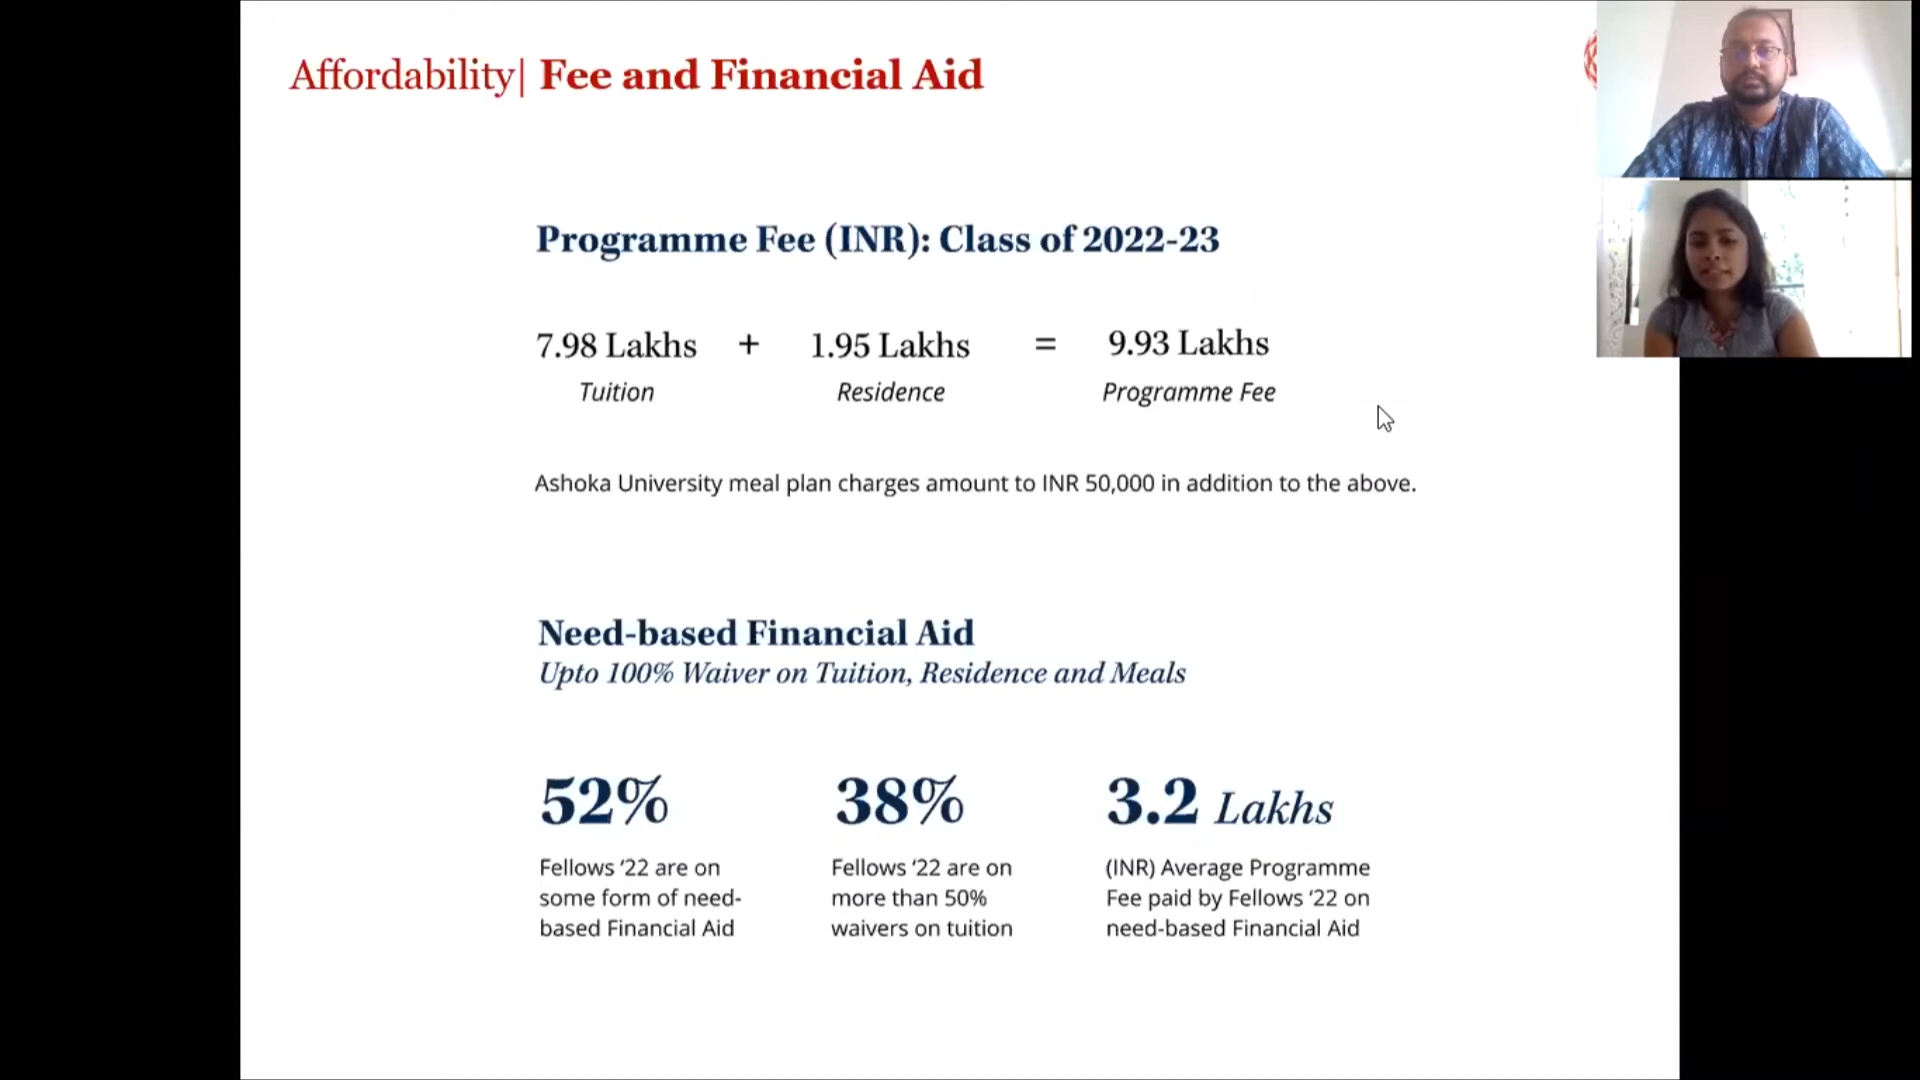 Affordability| Fee and Financial Aid
Programme Fee (INR): Class of 2022-23
7.98 Lakhs + 1.95 Lakhs = 9.93 Lakhs
Tuition Residence Programme Fee
Ashoka University meal plan charges amount to INR 50,000 in addition to the above.
Need-based Financial Aid
Upto 100% Waiver on Tuition, Residence and Meals
52%
Fellows ‘22 are on
some form of need-
based Financial Aid
38%
Fellows ‘22 are on
more than 50%
waivers on tuition
3.2 Lakhs
(INR) Average Programme
Fee paid by Fellows ‘22 on
need-based Financial Aid